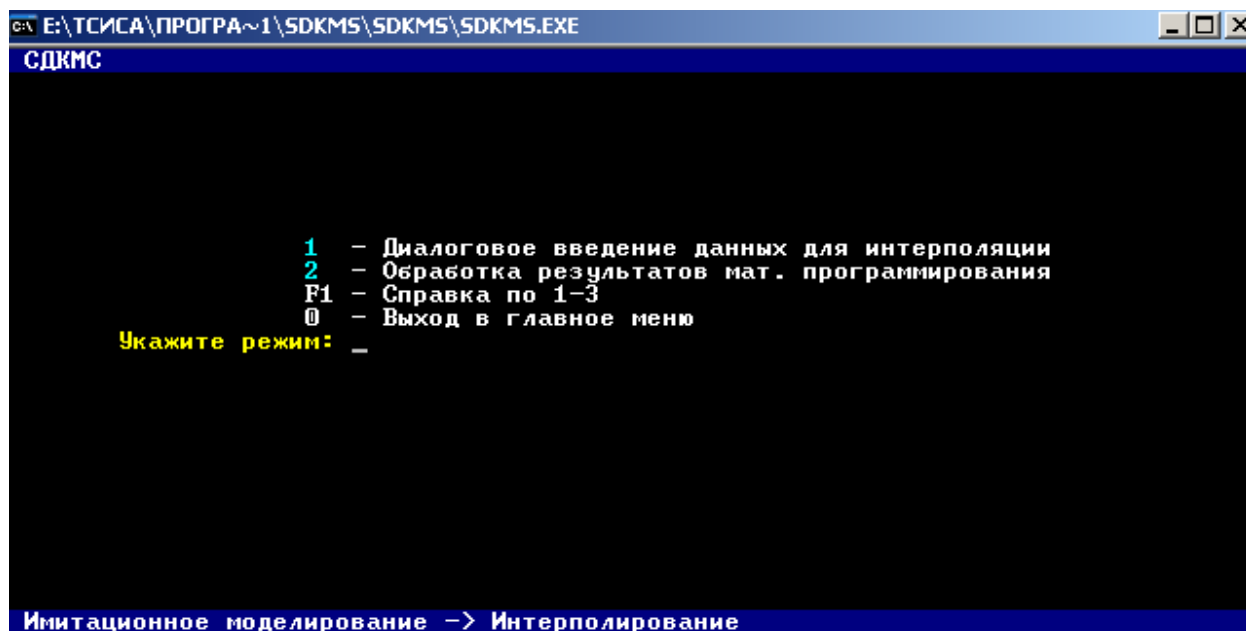 E:\ТСИСА\ПРОГРА~1\SDKMS\SDKMS\SDKMS.EXE
СДКМС
1 – Диалоговое введение данных для интерполяции
2 – Обработка результатов мат. программирования
F1 – Справка по 1-3
0 – Выход в главное меню
Укажите режим: _
Имитационное моделирование -> Интерполирование